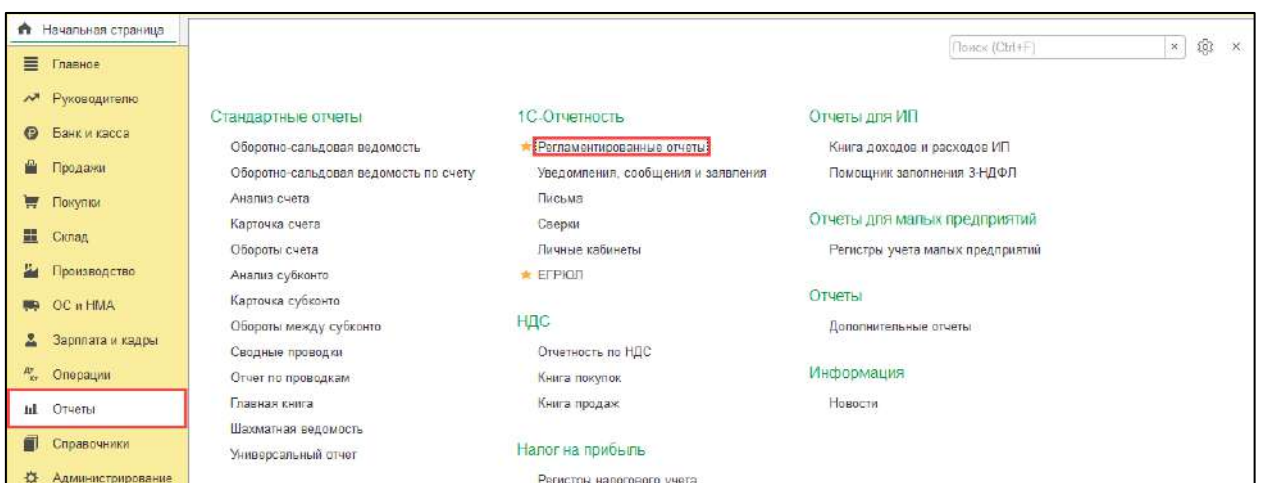 Начальная страница
Поиск (Ctrl+F)
Главное
Руководителю
Банк и касса
Продажи
Покупки
Склад
Производство
ОС и НМА
Зарплата и кадры
Операции
Отчеты
Справочники
Администрирование
Стандартные отчеты
Оборотно-сальдовая ведомость
Оборотно-сальдовая ведомость по счету
Анализ счета
Карточка счета
Обороты счета
Анализ субконто
Карточка субконто
Обороты между субконто
Сводные проводки
Отчет по проводкам
Главная книга
Шахматная ведомость
Универсальный отчет
1С-Отчетность
Регламентированные отчеты
Уведомления, сообщения и заявления
Письма
Сверки
Личные кабинеты
ЕГРЮЛ
НДС
Отчетность по НДС
Книга покупок
Книга продаж
Налог на прибыль
Регистры налогового учета
Отчеты для ИП
Книга доходов и расходов ИП
Помощник заполнения 3-НДФЛ
Отчеты для малых предприятий
Регистры учета малых предприятий
Отчеты
Дополнительные отчеты
Информация
Новости